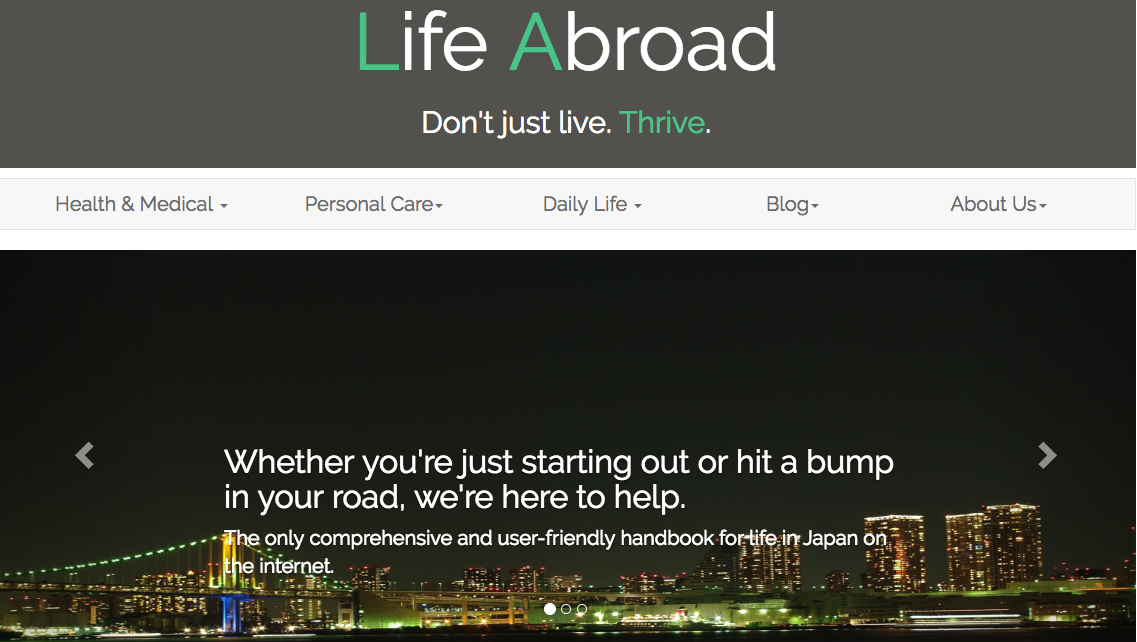 Life Abroad
Don't just live. Thrive.
Health & Medical
Personal Care
Daily Life
Blog
About Us
Whether you're just starting out or hit a bump
in your road, we're here to help.
The only comprehensive and user-friendly handbook for life in Japan on
the internet.